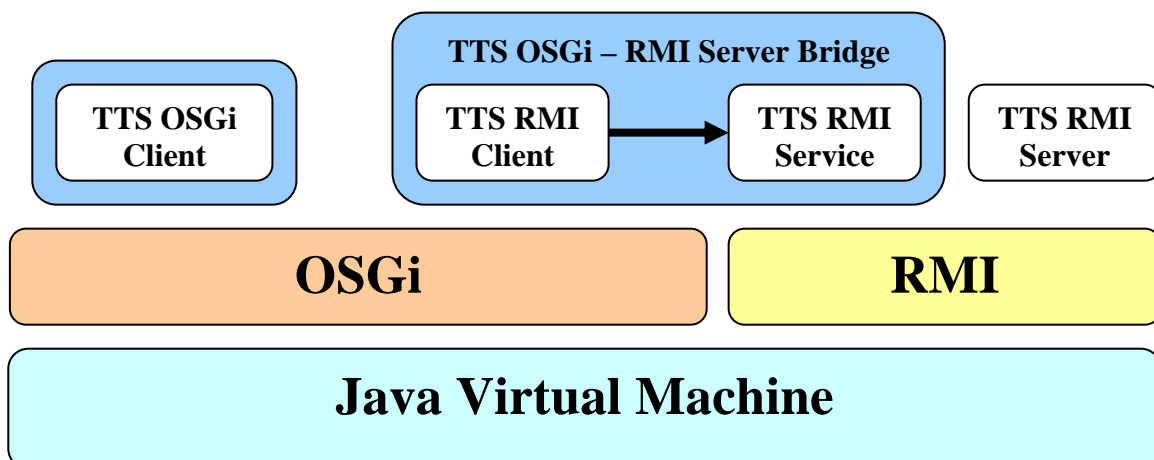 TTS OSGi – RMI Server Bridge
TTS OSGi
Client
TTS RMI
Client
TTS RMI
Service
TTS RMI
Server
OSGi
RMI
Java Virtual Machine